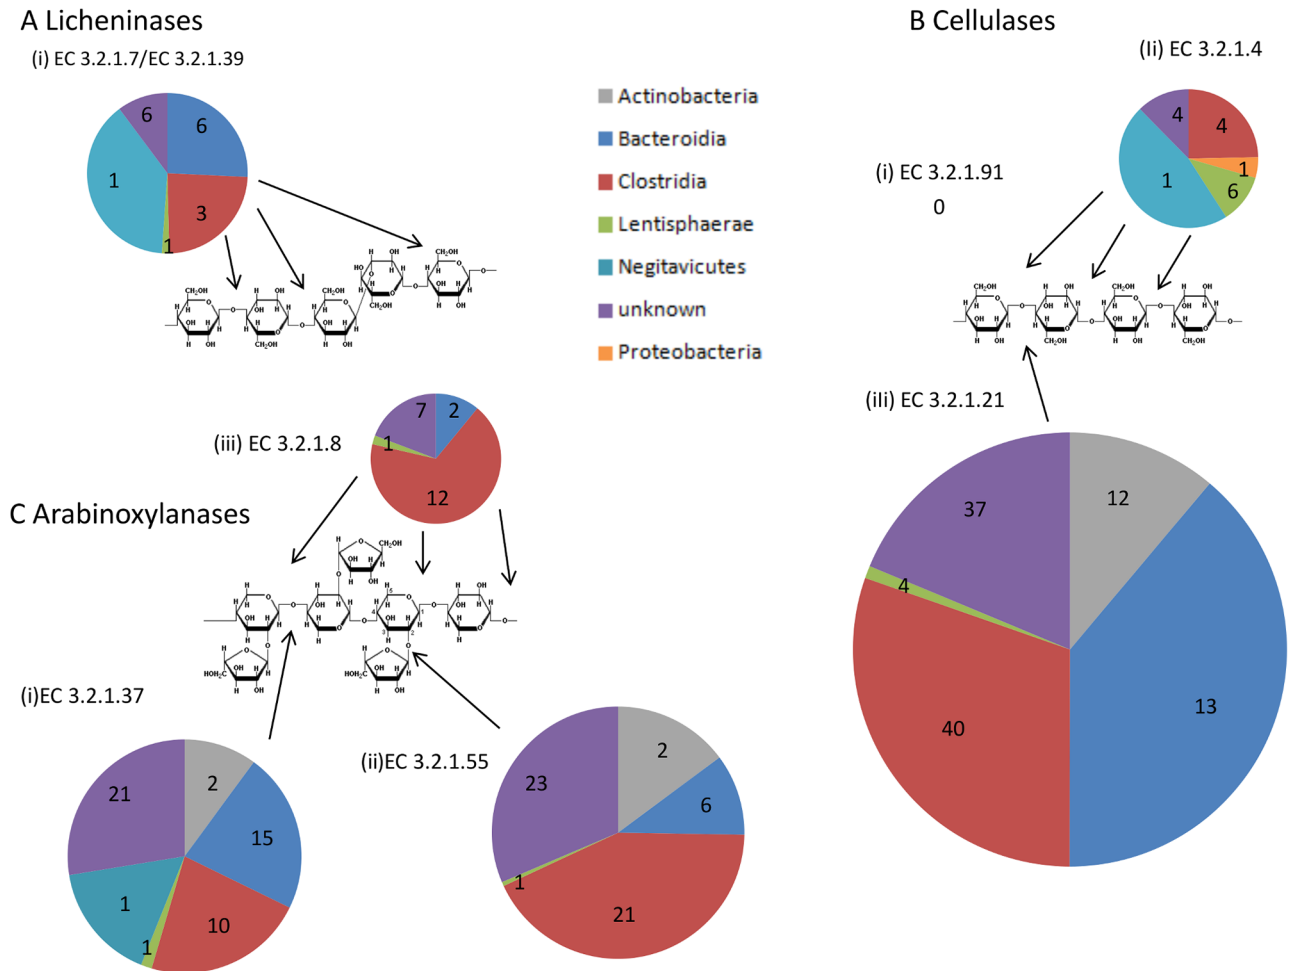 A Licheninases
(i) EC 3.2.1.7/EC 3.2.1.39
6
6
1
3
1
Actinobacteria
Bacteroidia
Clostridia
Lentisphaerae
Negitavicutes
unknown
Proteobacteria
B Cellulases
(Ii) EC 3.2.1.4
4
4
1
1
6
(i) EC 3.2.1.91
0
(iIi) EC 3.2.1.21
37
12
4
13
40
(iii) EC 3.2.1.8
7
2
1
12
C Arabinoxylanases
(i)EC 3.2.1.37
21
2
15
1
10
1
(ii)EC 3.2.1.55
23
2
6
1
21